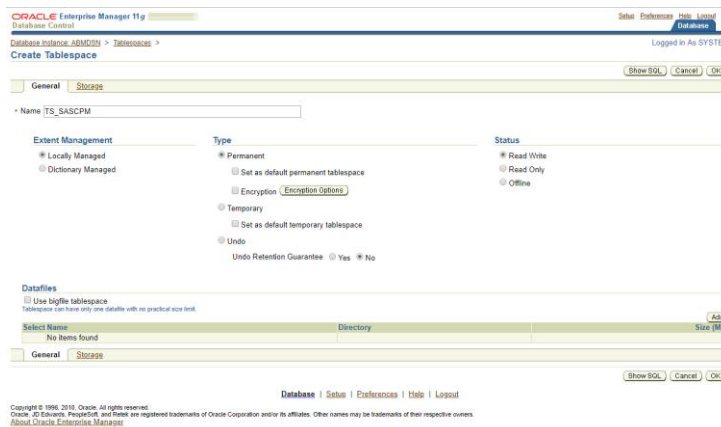 ORACLE Enterprise Manager 11g
Setup Preferences Help Logout
Database Control
Database
Database Instance: ABMDSN > Tablespaces >
Logged in As SYSTE
Create Tablespace
Show SQL Cancel OK
General Storage
* Name TS_SASCPM
Extent Management Type Status
Locally Managed Permanent Read Write
Dictionary Managed Set as default permanent tablespace Read Only
Encryption Encryption Options Offline
Temporary
Set as default temporary tablespace
Undo
Undo Retention Guarantee Yes No
Datafiles
Use bigfile tablespace
Tablespace can have only one datafile with no practical size limit.
Ad
Select Name Directory Size (M
No items found
General Storage
Show SQL Cancel OK
Database | Setup | Preferences | Help | Logout
Copyright © 1996, 2010, Oracle. All rights reserved.
Oracle, JD Edwards, PeopleSoft, and Retek are registered trademarks of Oracle Corporation and/or its affiliates. Other names may be trademarks of their respective owners.
About Oracle Enterprise Manager